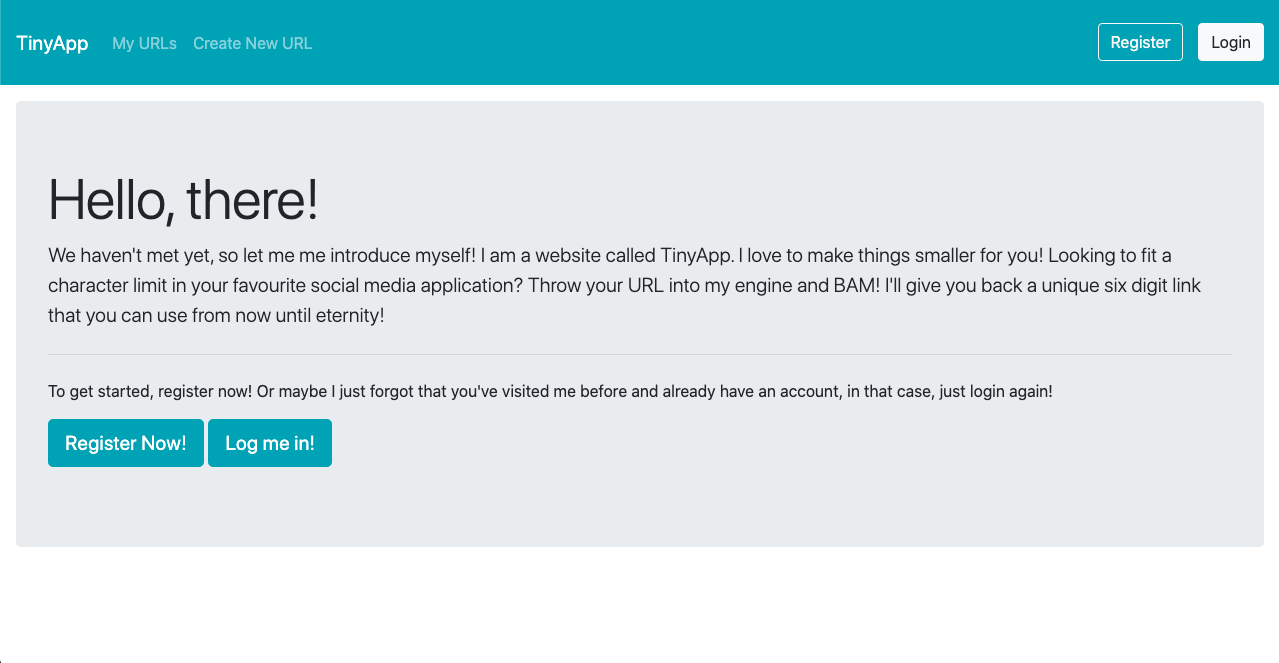 TinyApp My URLs Create New URL Register Login
Hello, there!
We haven't met yet, so let me me introduce myself! I am a website called TinyApp. I love to make things smaller for you! Looking to fit a
character limit in your favourite social media application? Throw your URL into my engine and BAM! I'll give you back a unique six digit link
that you can use from now until eternity!
To get started, register now! Or maybe I just forgot that you've visited me before and already have an account, in that case, just login again!
Register Now! Log me in!